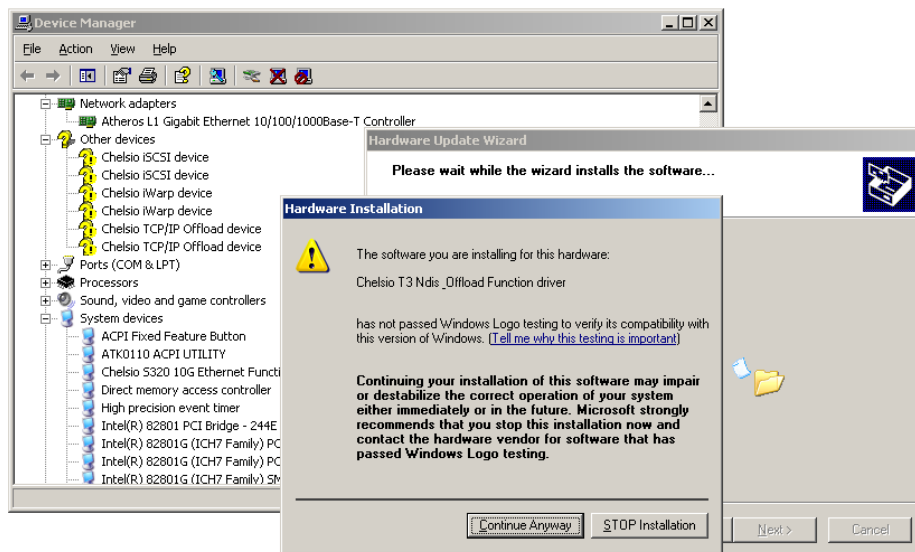 Device Manager
File Action View Help
Network adapters
Atheros L1 Gigabit Ethernet 10/100/1000Base-T Controller
Other devices
Chelsio iSCSI device
Chelsio iSCSI device
Chelsio iWarp device
Chelsio iWarp device
Chelsio TCP/IP Offload device
Chelsio TCP/IP Offload device
Ports (COM & LPT)
Processors
Sound, video and game controllers
System devices
ACPI Fixed Feature Button
ATK0110 ACPI UTILITY
Chelsio S320 10G Ethernet Functi
Direct memory access controller
High precision event timer
Intel(R) 82801 PCI Bridge - 244E
Intel(R) 82801G (ICH7 Family) PC
Intel(R) 82801G (ICH7 Family) PC
Intel(R) 82801G (ICH7 Family) SM
Hardware Update Wizard
Please wait while the wizard installs the software...
Hardware Installation
The software you are installing for this hardware:
Chelsio T3 Ndis _Offload Function driver
has not passed Windows Logo testing to verify its compatibility with
this version of Windows. (Tell me why this testing is important)
Continuing your installation of this software may impair
or destabilize the correct operation of your system
either immediately or in the future. Microsoft strongly
recommends that you stop this installation now and
contact the hardware vendor for software that has
passed Windows Logo testing.
Continue Anyway STOP Installation
Next > Cancel